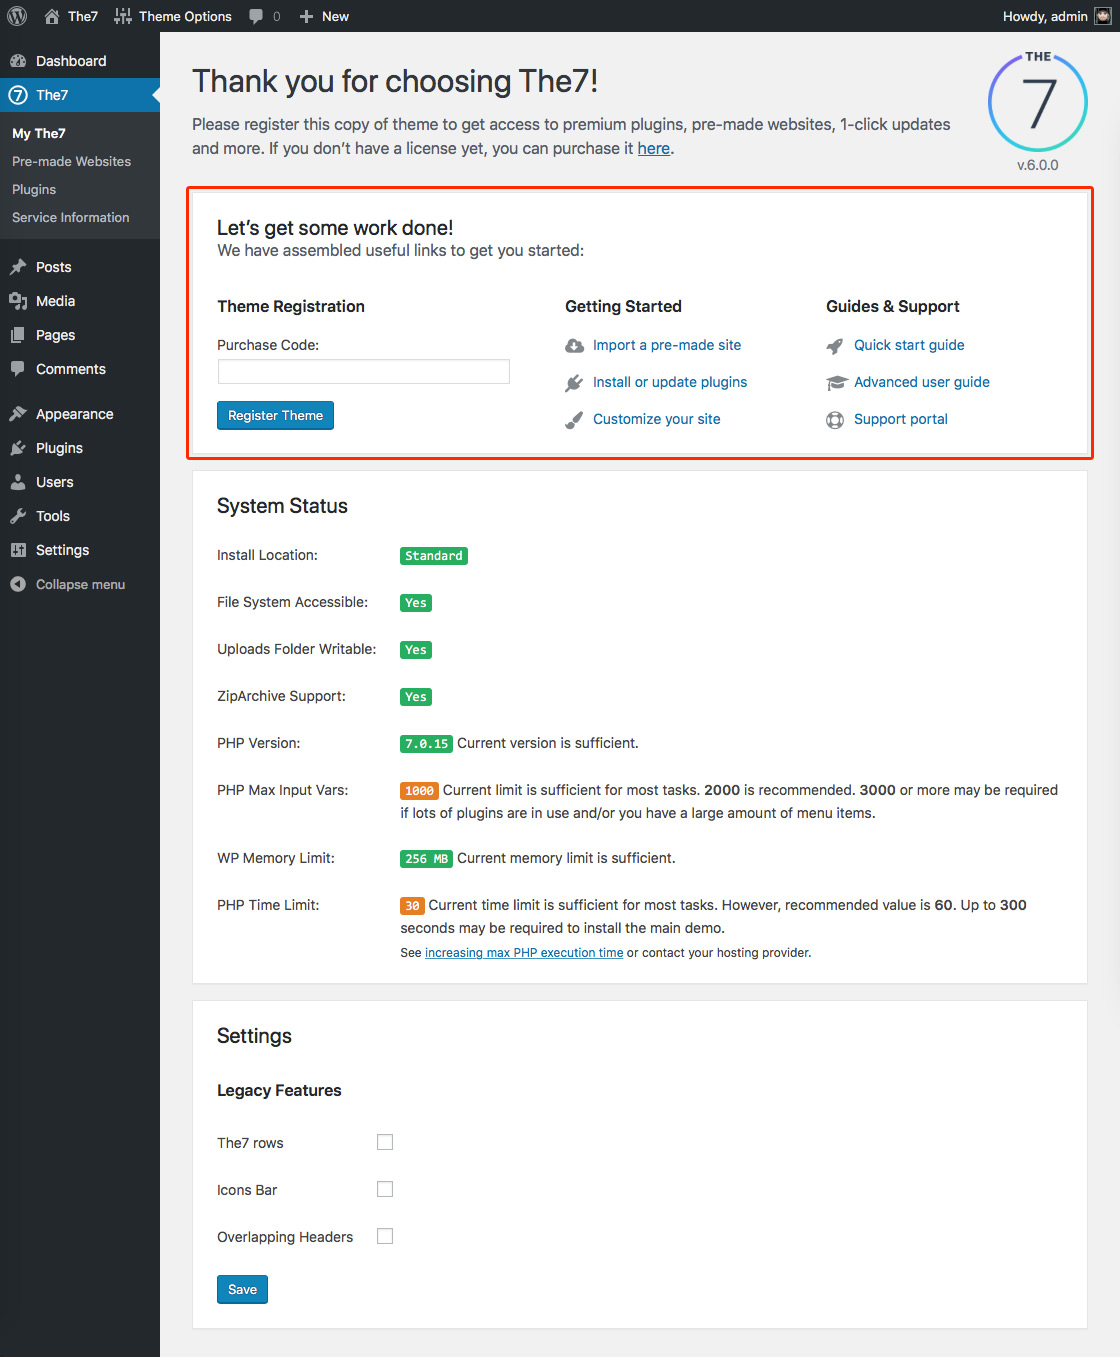 The7 Theme Options 0 New Howdy, admin
Dashboard
The7
My The7
Pre-made Websites
Plugins
Service Information
Posts
Media
Pages
Comments
Appearance
Plugins
Users
Tools
Settings
Collapse menu
Thank you for choosing The7!
Please register this copy of theme to get access to premium plugins, pre-made websites, 1-click updates
and more. If you don’t have a license yet, you can purchase it here.
THE
7
v.6.0.0
Let’s get some work done!
We have assembled useful links to get you started:
Theme Registration
Purchase Code:
Register Theme
Getting Started
Import a pre-made site
Install or update plugins
Customize your site
Guides & Support
Quick start guide
Advanced user guide
Support portal
System Status
Install Location: Standard
File System Accessible: Yes
Uploads Folder Writable: Yes
ZipArchive Support: Yes
PHP Version: 7.0.15 Current version is sufficient.
PHP Max Input Vars: 1000 Current limit is sufficient for most tasks. 2000 is recommended. 3000 or more may be required
if lots of plugins are in use and/or you have a large amount of menu items.
WP Memory Limit: 256 MB Current memory limit is sufficient.
PHP Time Limit: 30 Current time limit is sufficient for most tasks. However, recommended value is 60. Up to 300
seconds may be required to install the main demo.
See increasing max PHP execution time or contact your hosting provider.
Settings
Legacy Features
The7 rows
Icons Bar
Overlapping Headers
Save